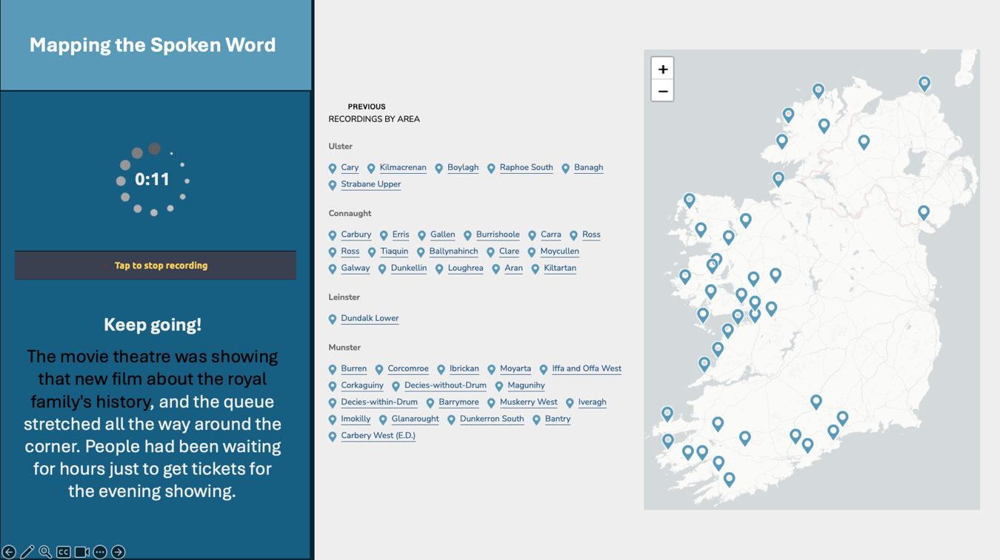 Mapping the Spoken Word
0:11
Tap to stop recording
Keep going!
The movie theatre was showing
that new film about the royal
family's history, and the queue
stretched all the way around the
corner. People had been waiting
for hours just to get tickets for
the evening showing.
CC
PREVIOUS
RECORDINGS BY AREA
Ulster
Cary Kilmacrenan Boylagh Raphoe South Banagh
Strabane Upper
Connaught
Carbury Erris Gallen Burrishoole Carra Ross
Ross Tiaquin Ballynahinch Clare Moycullen
Galway Dunkellin Loughrea Aran Kiltartan
Leinster
Dundalk Lower
Munster
Burren Corcomroe Ibrickan Moyarta Iffa and Offa West
Corkaguiny Decies-without-Drum Magunihy
Decies-within-Drum Barrymore Muskerry West Iveragh
Imokilly Glanarought Dunkerron South Bantry
Carbery West (E.D.)
+
−